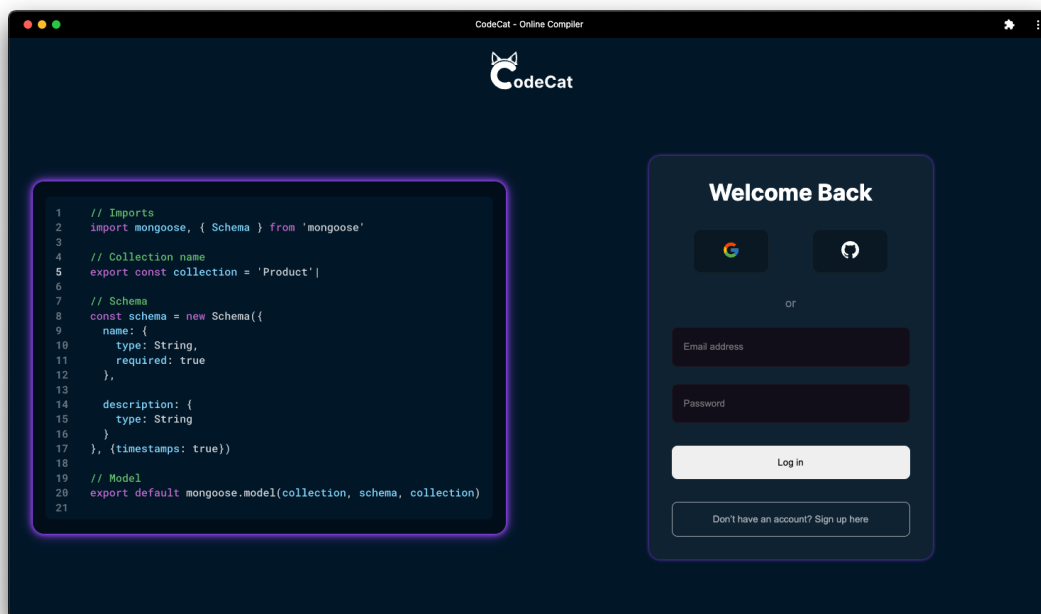 CodeCat - Online Compiler
CodeCat
1 // Imports
2 import mongoose, { Schema } from 'mongoose'
3
4 // Collection name
5 export const collection = 'Product'|
6
7 // Schema
8 const schema = new Schema({
9   name: {
10     type: String,
11     required: true
12   },
13
14   description: {
15     type: String
16   }
17 }, {timestamps: true})
18
19 // Model
20 export default mongoose.model(collection, schema, collection)
21
Welcome Back
or
Email address
Password
Log in
Don't have an account? Sign up here